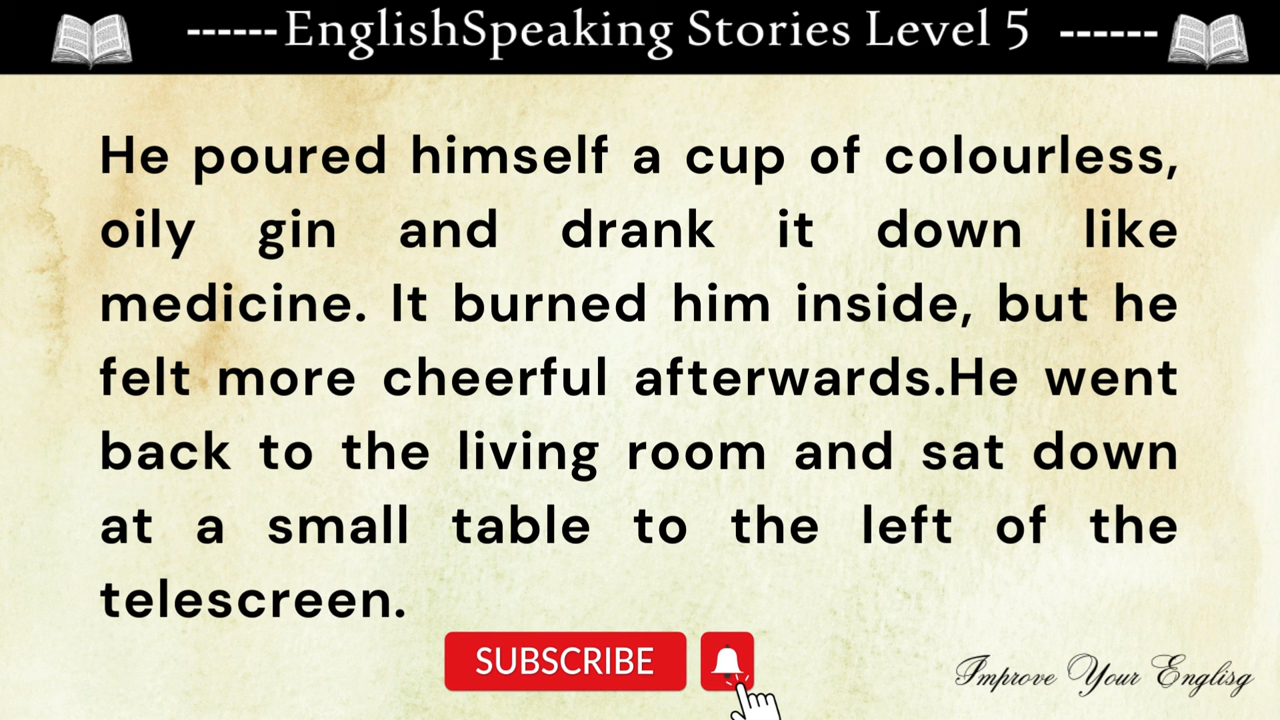 ------EnglishSpeaking Stories Level 5 ------
He poured himself a cup of colourless,
oily gin and drank it down like
medicine. It burned him inside, but he
felt more cheerful afterwards.He went
back to the living room and sat down
at a small table to the left of the
telescreen.
SUBSCRIBE
Improve Your Englisg